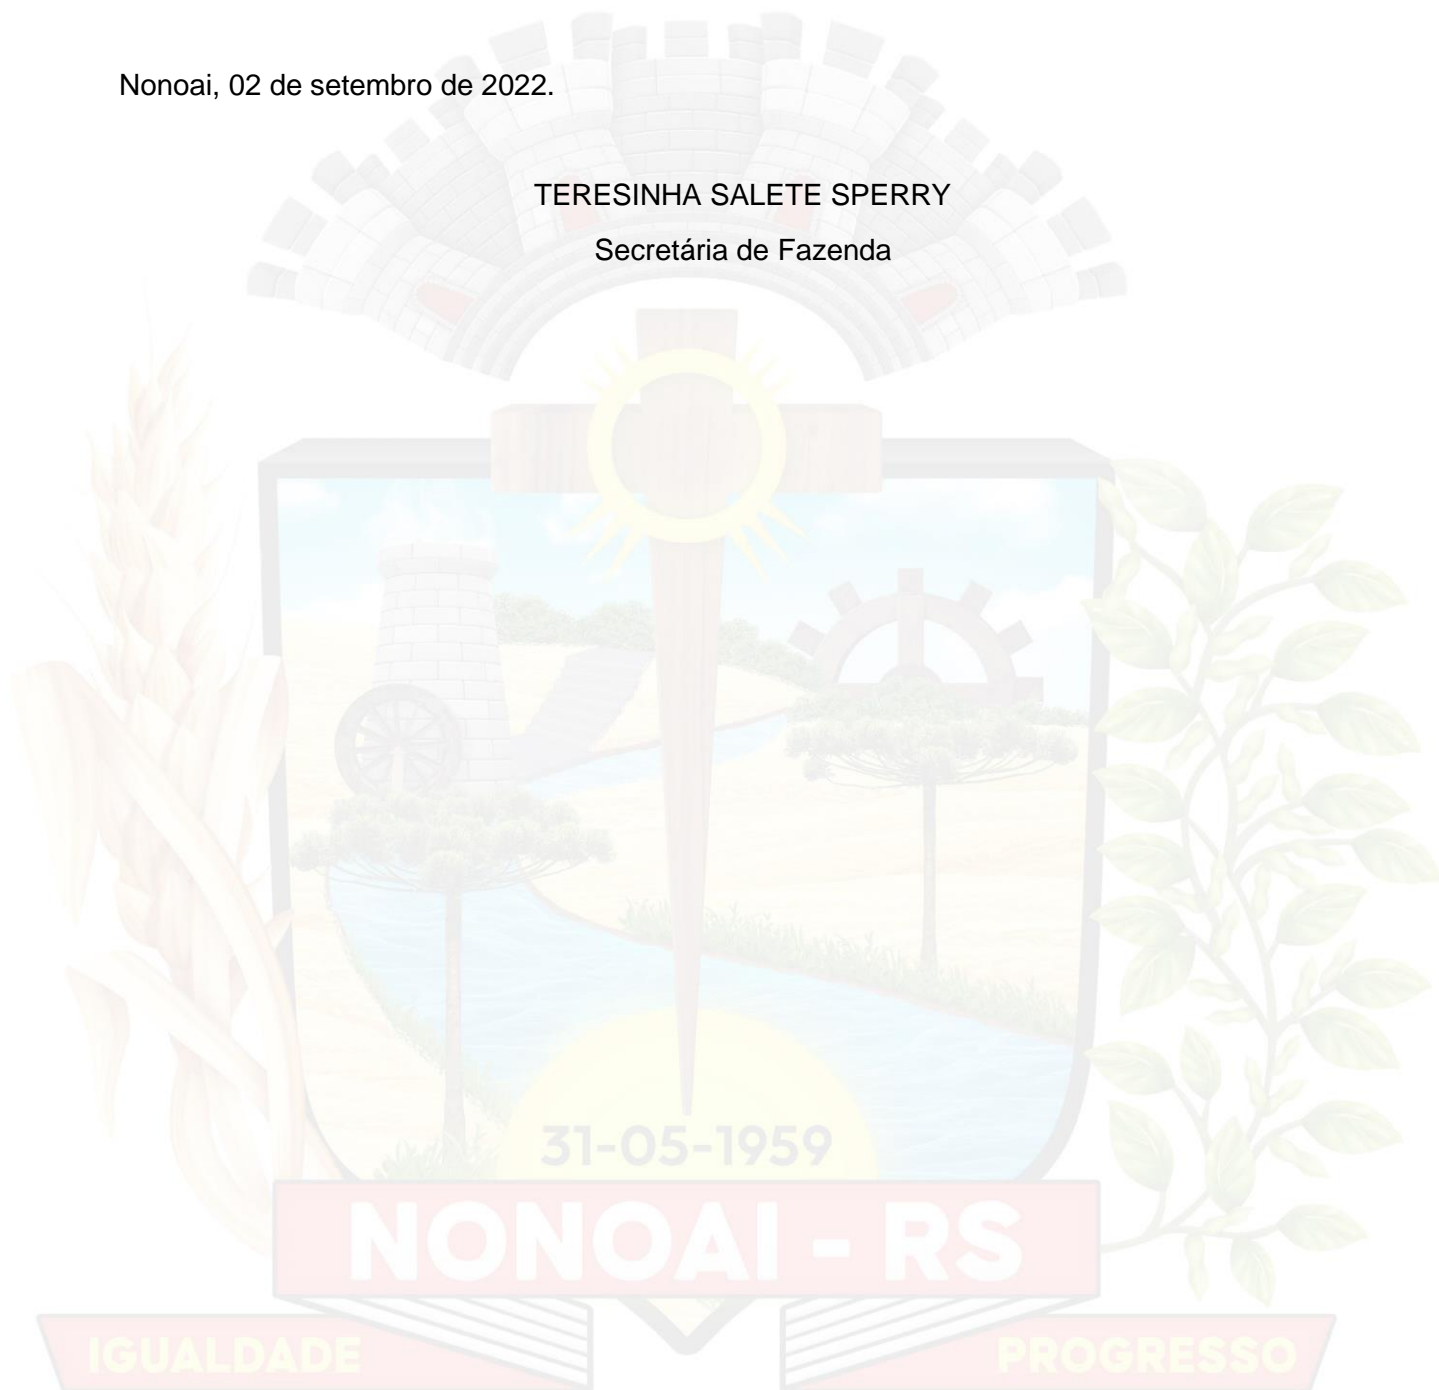 Nonoai, 02 de setembro de 2022.
TERESINHA SALETE SPERRY
Secretária de Fazenda
31-05-1959
NONOAI - RS
IGUALDADE PROGRESSO